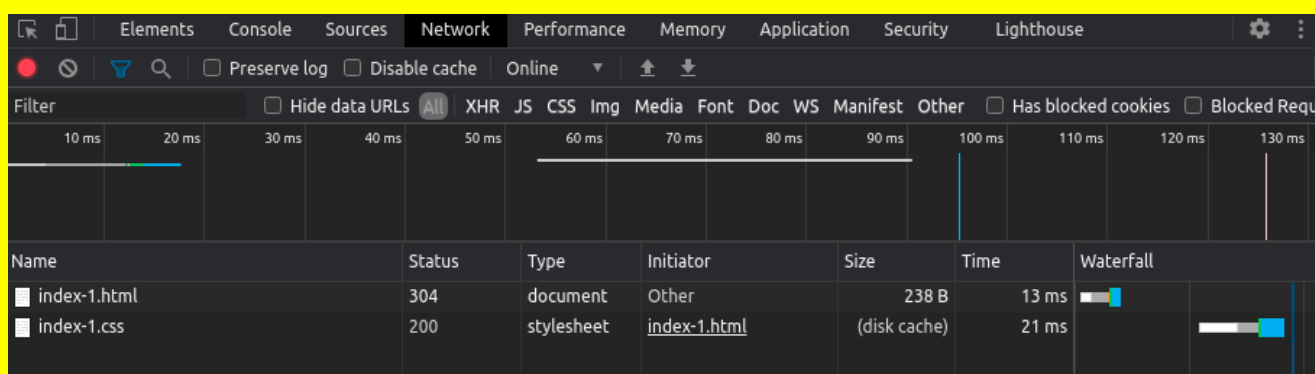 Elements Console Sources Network Performance Memory Application Security Lighthouse
Preserve log Disable cache Online
Filter Hide data URLs All XHR JS CSS Img Media Font Doc WS Manifest Other Has blocked cookies Blocked Requ
10 ms 20 ms 30 ms 40 ms 50 ms 60 ms 70 ms 80 ms 90 ms 100 ms 110 ms 120 ms 130 ms
Name Status Type Initiator Size Time Waterfall
index-1.html 304 document Other 238 B 13 ms
index-1.css 200 stylesheet index-1.html (disk cache) 21 ms